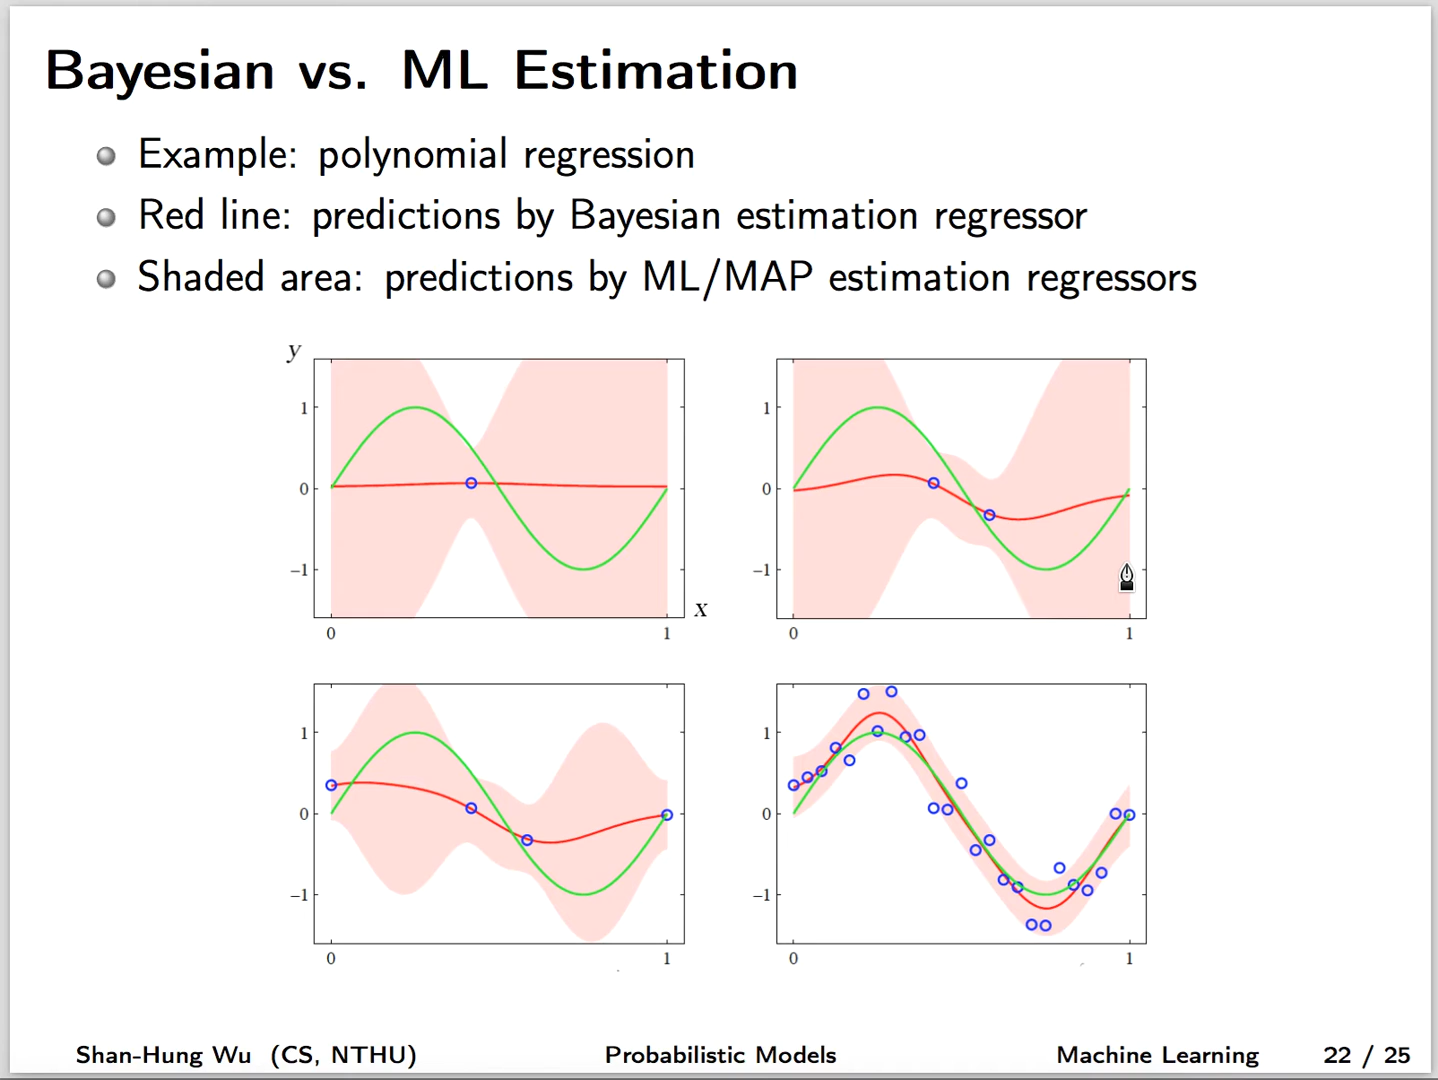 Bayesian vs. ML Estimation
Example: polynomial regression
Red line: predictions by Bayesian estimation regressor
Shaded area: predictions by ML/MAP estimation regressors
y
1
0
−1
0 1
x
1
0
−1
0 1
1
0
−1
0 1
1
0
−1
0 1
Shan-Hung Wu (CS, NTHU) Probabilistic Models Machine Learning 22 / 25